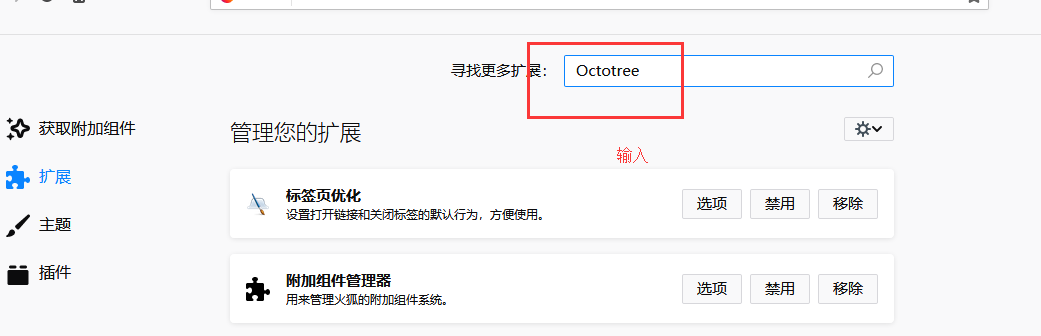 寻找更多扩展： Octotree
获取附加组件
管理您的扩展
输入
扩展
标签页优化
设置打开链接和关闭标签的默认行为，方便使用。
选项 禁用 移除
主题
插件
附加组件管理器
用来管理火狐的附加组件系统。
选项 禁用 移除